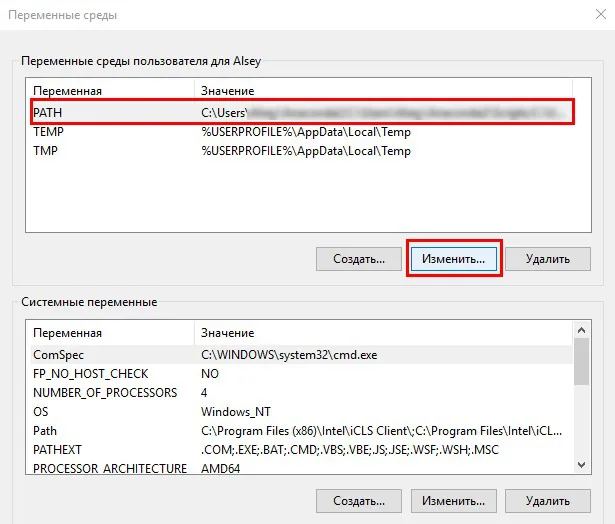 Переменные среды
Переменные среды пользователя для Alsey
Переменная Значение
PATH C:\Users\
TEMP %USERPROFILE%\AppData\Local\Temp
TMP %USERPROFILE%\AppData\Local\Temp
Создать... Изменить... Удалить
Системные переменные
Переменная Значение
ComSpec C:\WINDOWS\system32\cmd.exe
FP_NO_HOST_CHECK NO
NUMBER_OF_PROCESSORS 4
OS Windows_NT
Path C:\Program Files (x86)\Intel\iCLS Client\;C:\Program Files\Intel\iCL...
PATHEXT .COM;.EXE;.BAT;.CMD;.VBS;.VBE;.JS;.JSE;.WSF;.WSH;.MSC
PROCESSOR_ARCHITECTURE AMD64
Создать... Изменить... Удалить